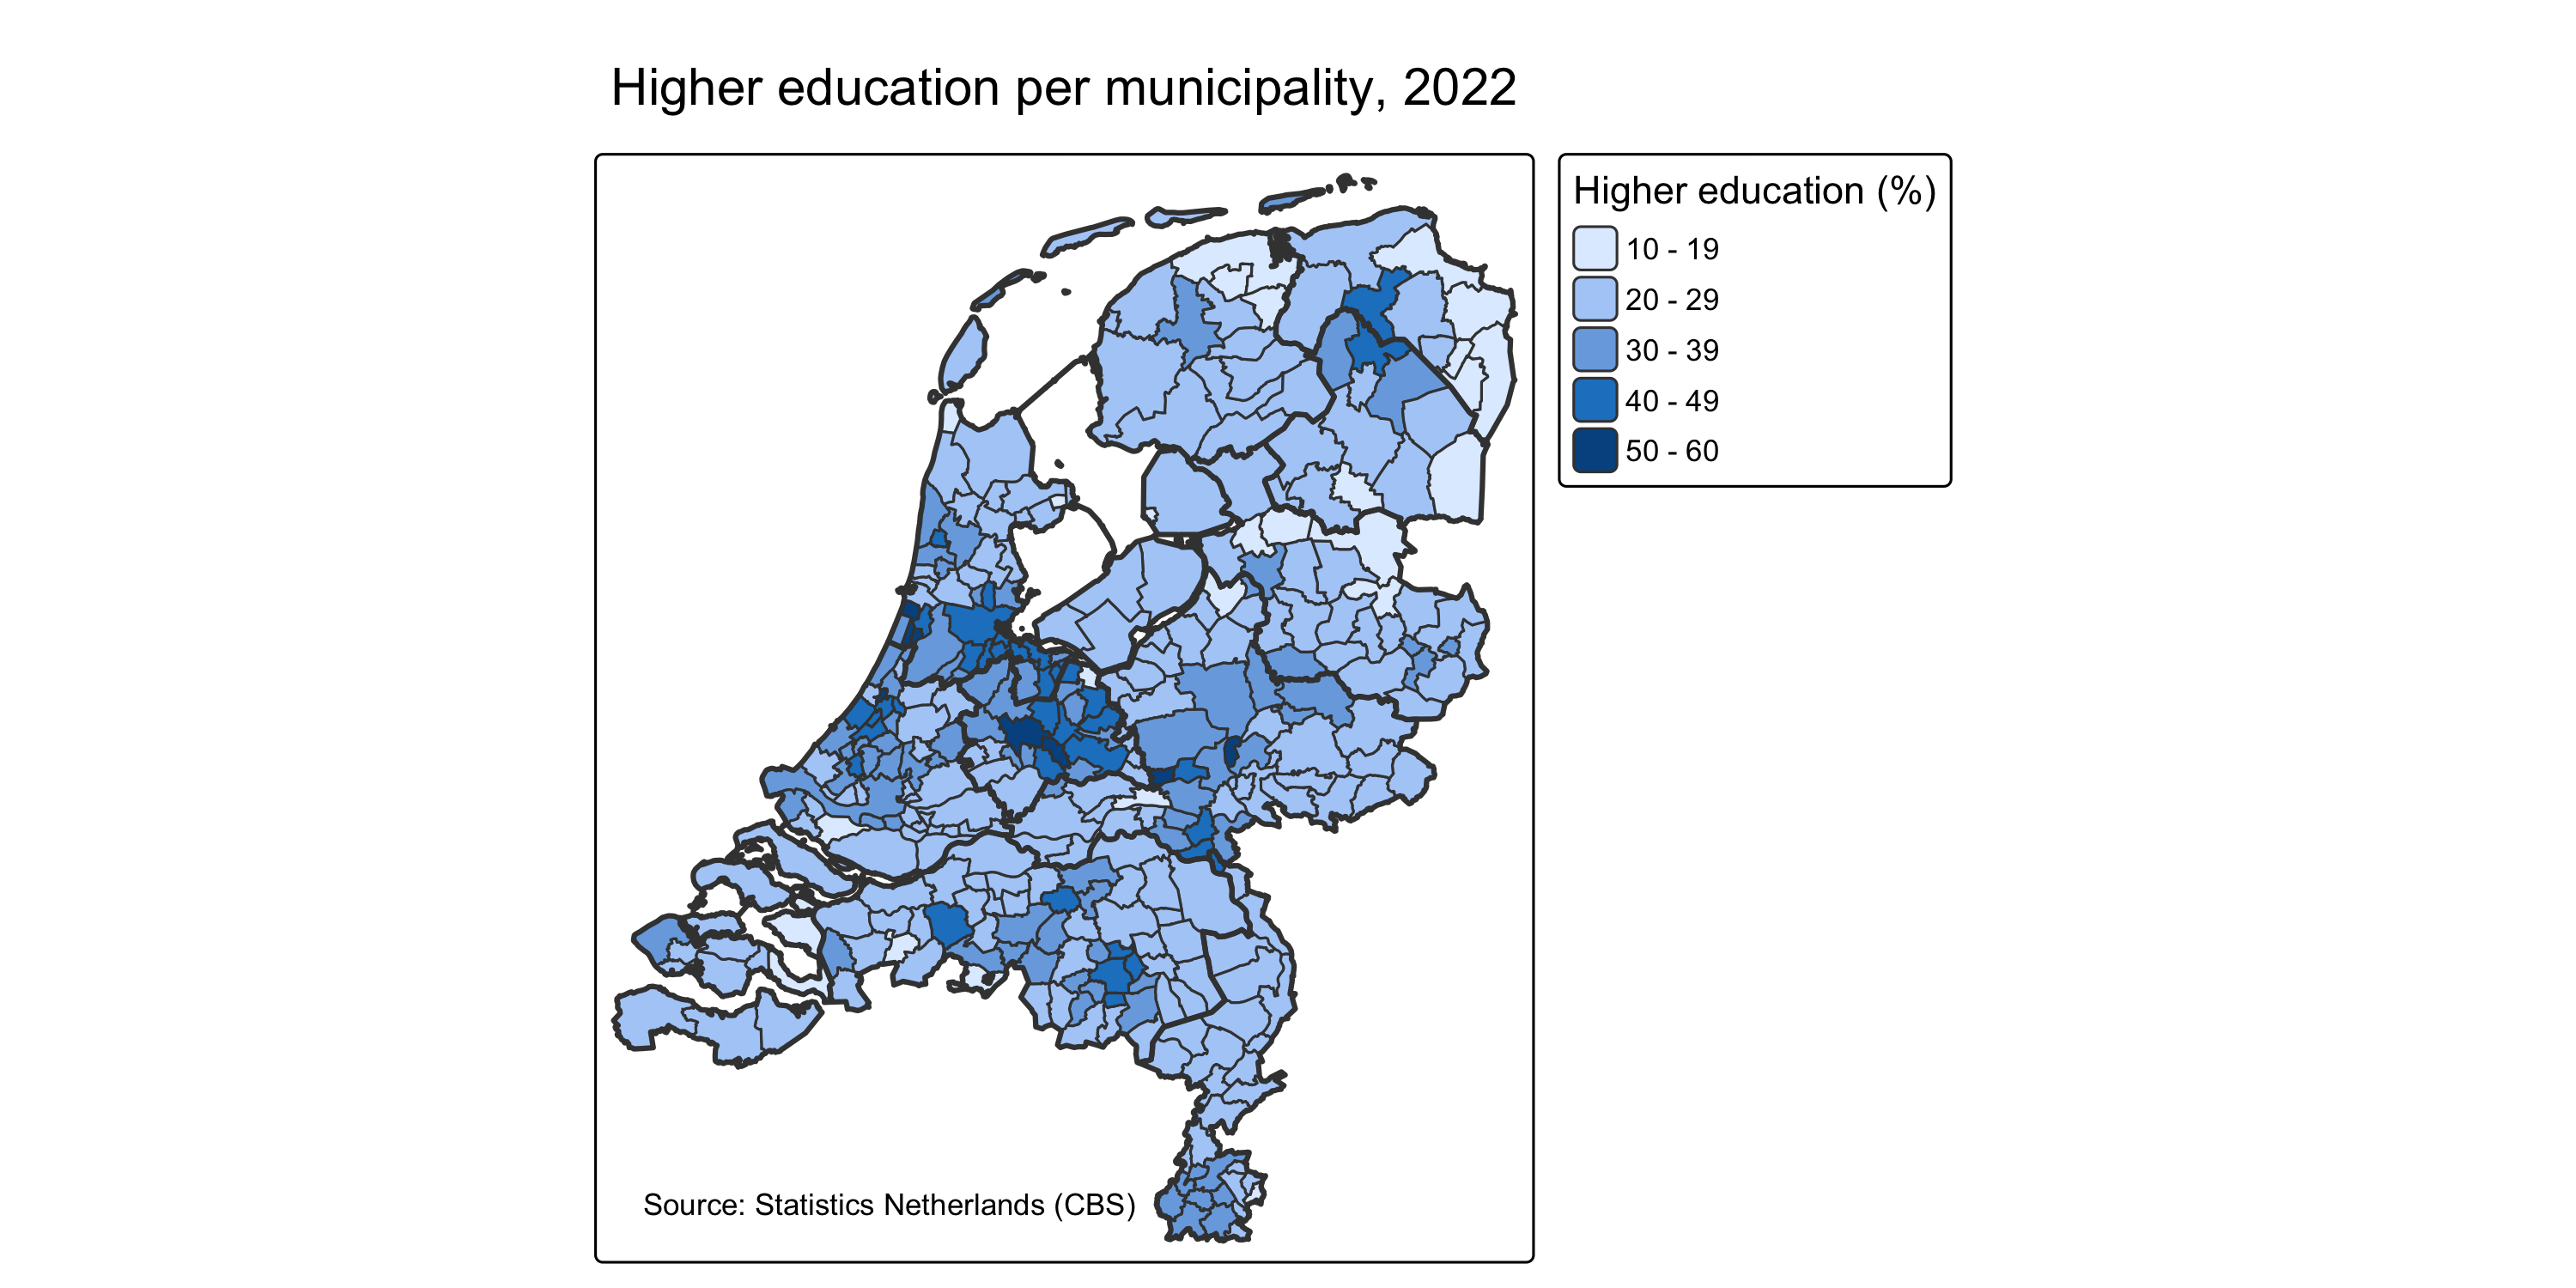 Higher education per municipality, 2022
Higher education (%)
10 - 19
20 - 29
30 - 39
40 - 49
50 - 60
Source: Statistics Netherlands (CBS)